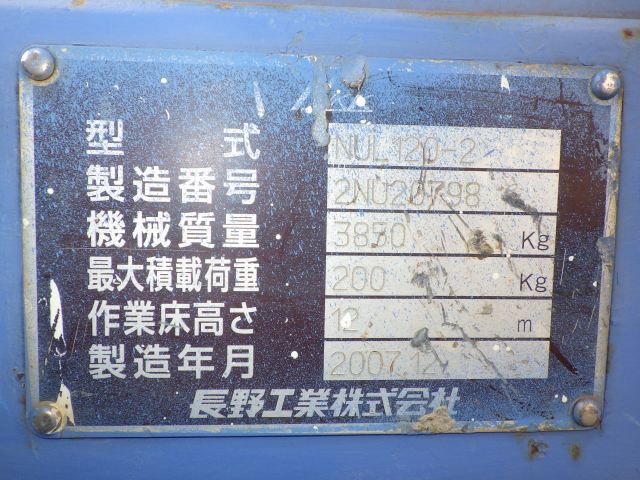 型式 NUL120-2
製造番号 2NU20798
機械質量 3850 Kg
最大積載荷重 200 Kg
作業床高さ 12 m
製造年月 2007.12
長野工業株式会社